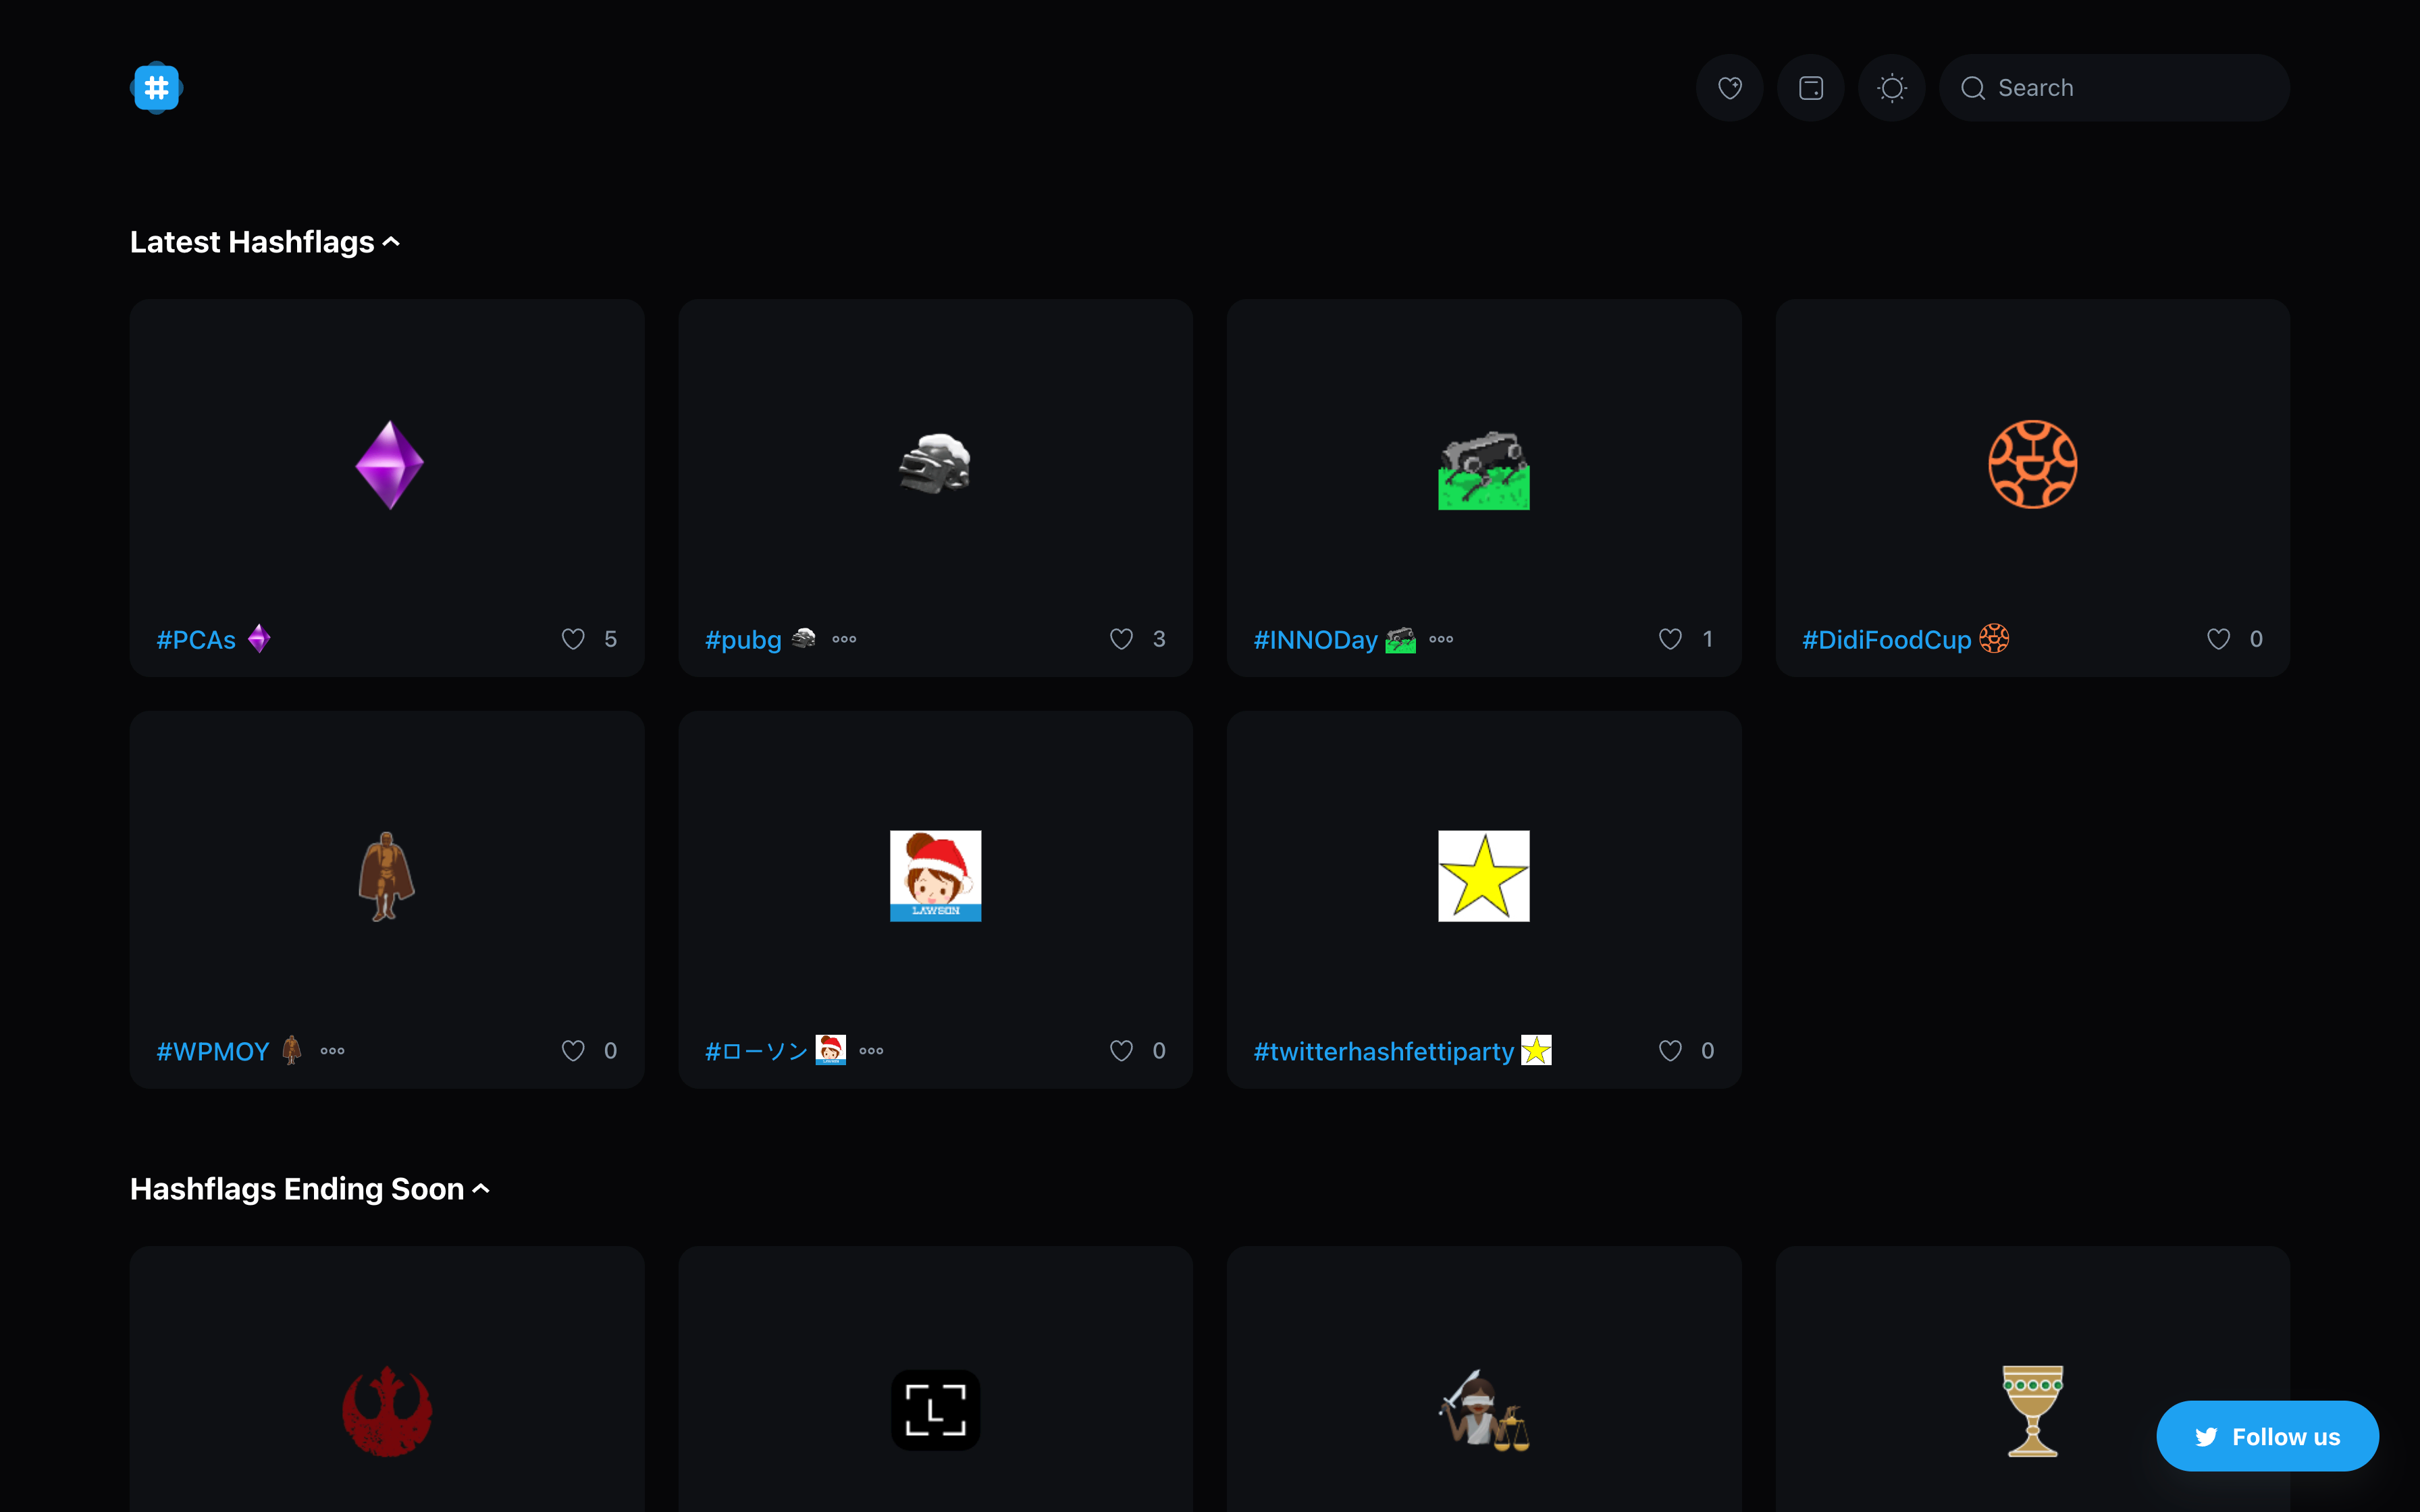 #
Search
Latest Hashflags
#PCAs 5
#pubg 3
#INNODay 1
#DidiFoodCup 0
LAWSON
#WPMOY 0
#ローソン 0
#twitterhashfettiparty 0
Hashflags Ending Soon
L
Follow us